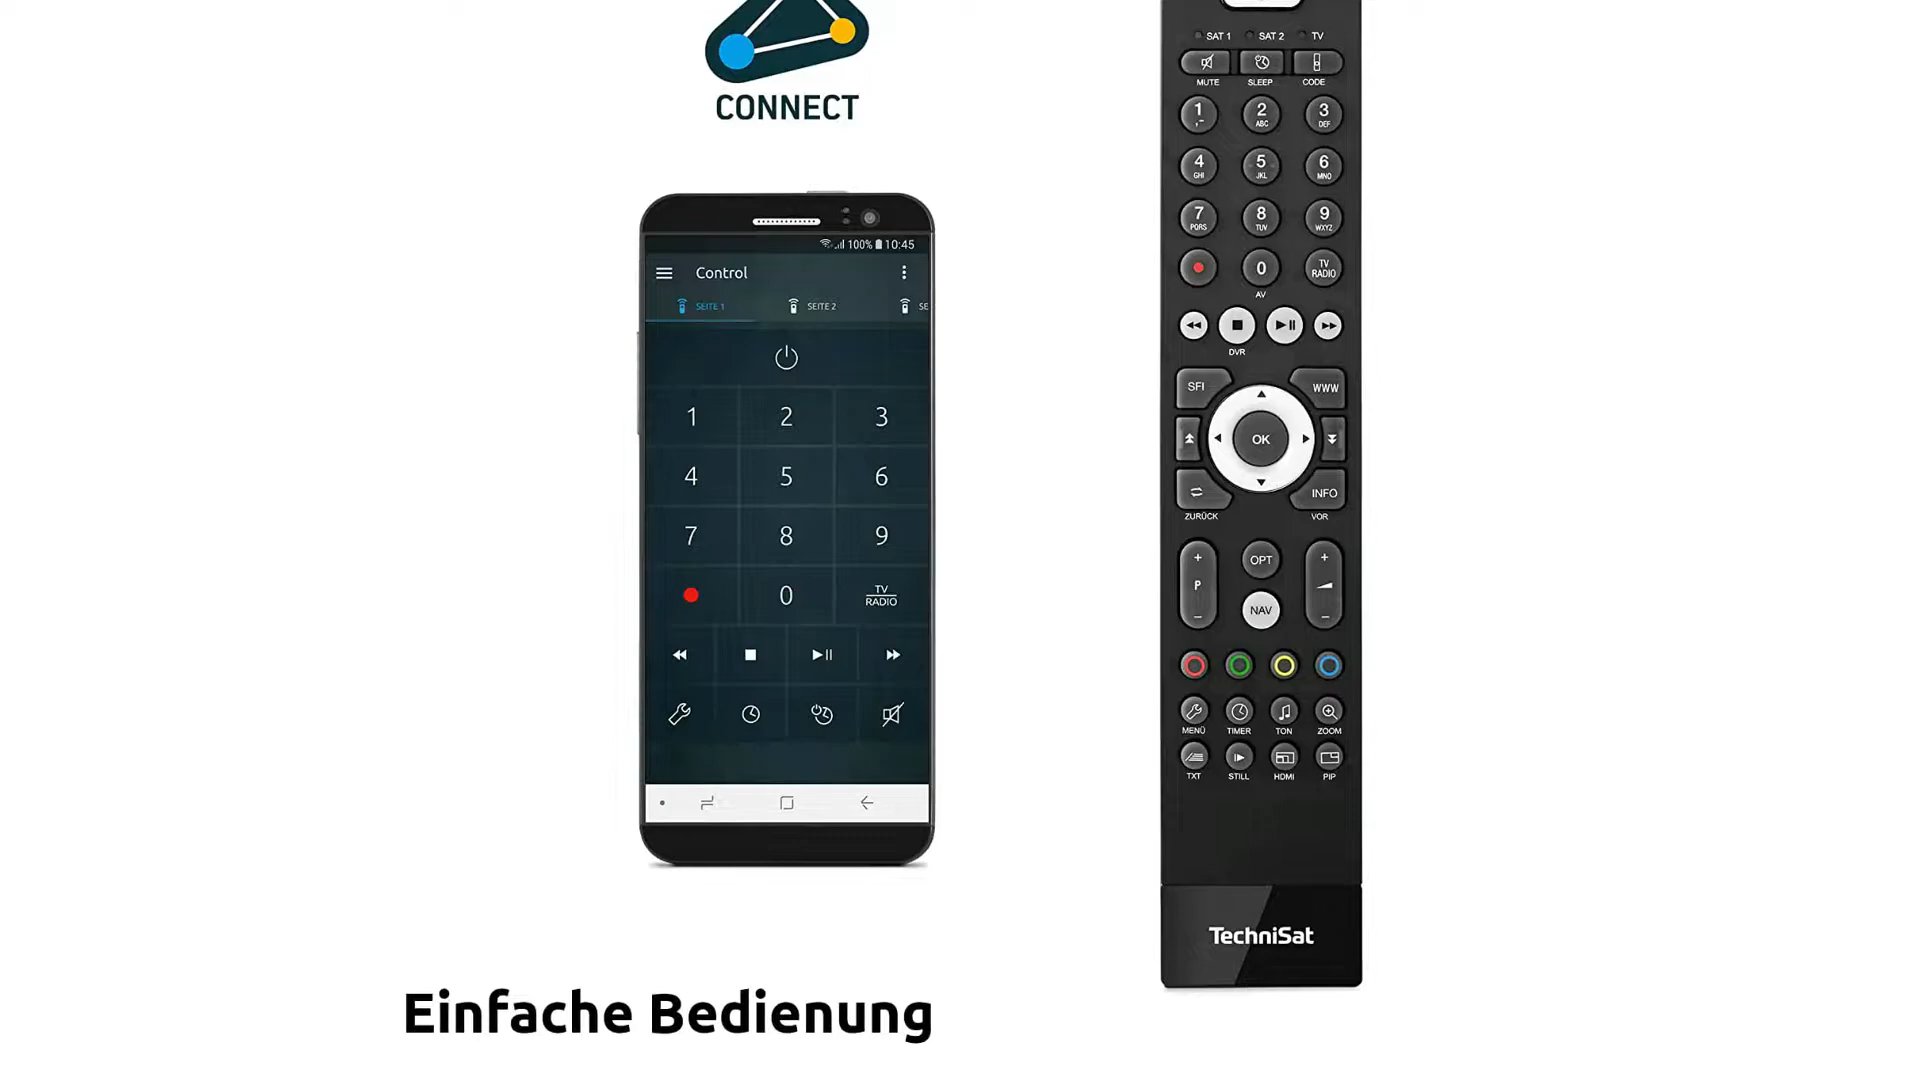 CONNECT
100% 10:45
Control
SEITE 1 SEITE 2 SE
1 2 3
4 5 6
7 8 9
0 TV
RADIO
Einfache Bedienung
SAT 1 SAT 2 TV
MUTE SLEEP CODE
1 2 3
,- ABC DEF
4 5 6
GHI JKL MNO
7 8 9
PQRS TUV WXYZ
0 TV
RADIO
AV
DVR
SFI WWW
OK
INFO
ZURÜCK VOR
+ OPT +
P
- NAV -
MENÜ TIMER TON ZOOM
TXT STILL HDMI PIP
TechniSat